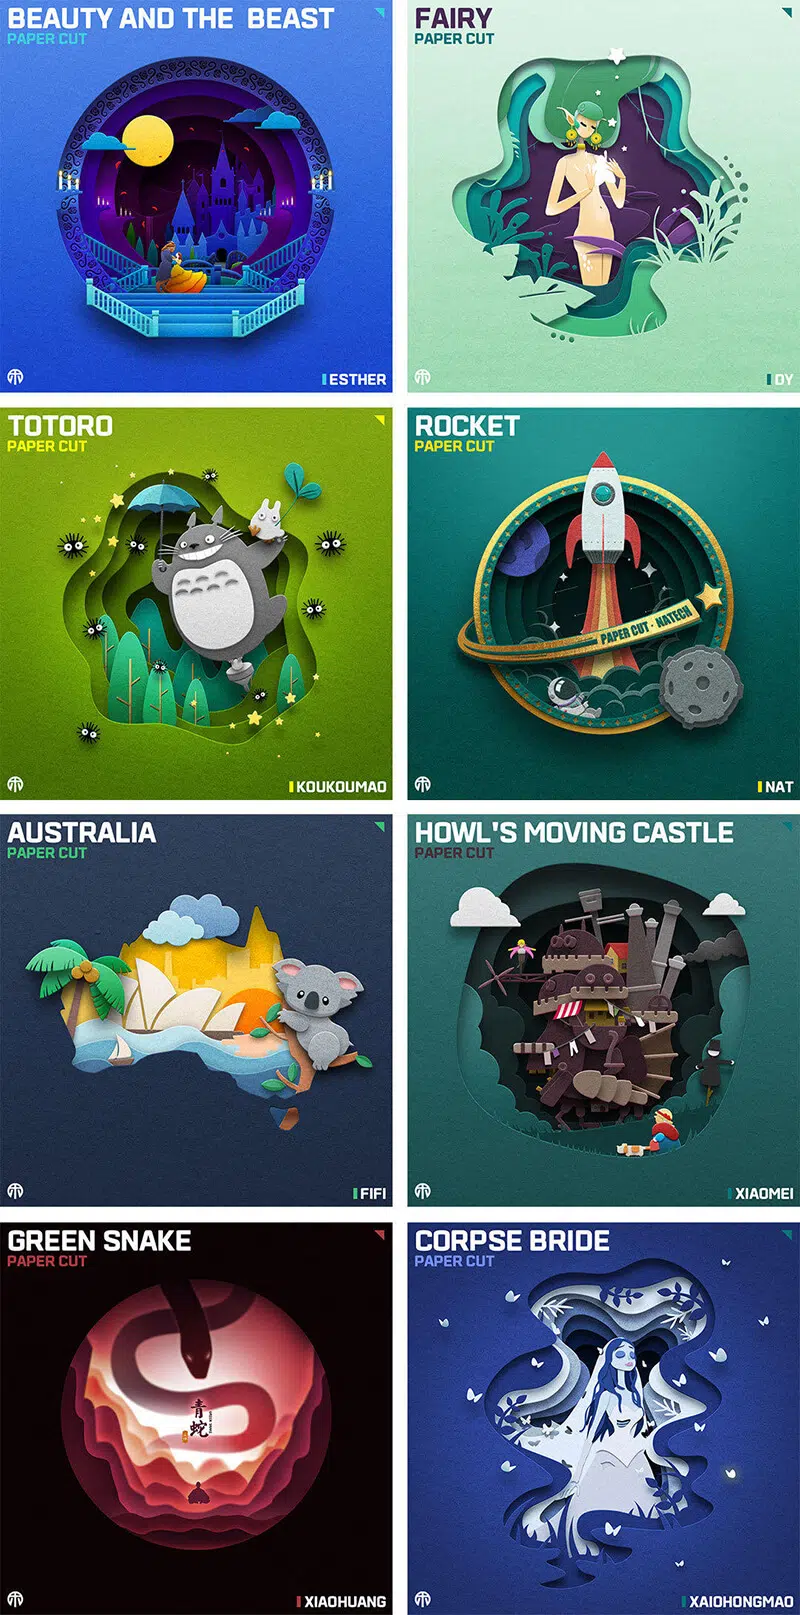 BEAUTY AND THE BEAST
PAPER CUT
ESTHER
FAIRY
PAPER CUT
DY
TOTORO
PAPER CUT
KOUKOUMAO
ROCKET
PAPER CUT
PAPER CUT · NATECH
NAT
AUSTRALIA
PAPER CUT
FIFI
HOWL'S MOVING CASTLE
PAPER CUT
XIAOMEI
GREEN SNAKE
PAPER CUT
青蛇
XIAOHUANG
CORPSE BRIDE
PAPER CUT
XAIOHONGMAO